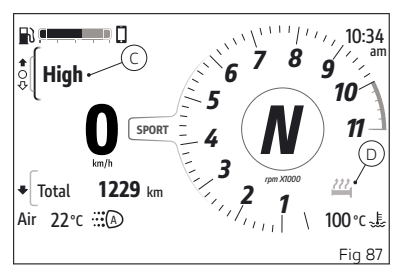 10:34
am
C
High
0
km/h
SPORT
1
2
3
4
5
6
7
8
9
10
11
N
rpm X1000
D
Total 1229 km
Air 22°C A
100°C
Fig 87